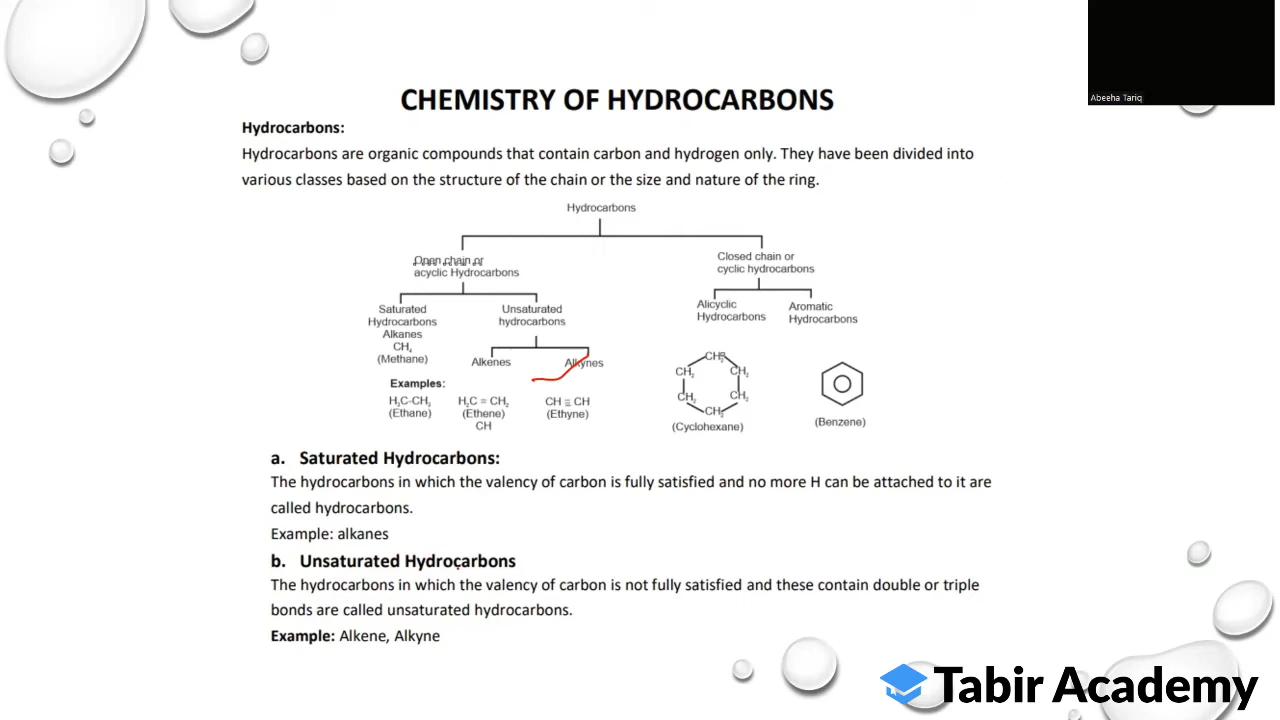 Abeeha Tariq
CHEMISTRY OF HYDROCARBONS
Hydrocarbons:
Hydrocarbons are organic compounds that contain carbon and hydrogen only. They have been divided into
various classes based on the structure of the chain or the size and nature of the ring.
Hydrocarbons
Open chain or
acyclic Hydrocarbons
Closed chain or
cyclic hydrocarbons
Saturated
Hydrocarbons
Alkanes
CH₄
(Methane)
Unsaturated
hydrocarbons
Alicyclic
Hydrocarbons
Aromatic
Hydrocarbons
Alkenes
Alkynes
Examples:
H₃C-CH₃
(Ethane)
H₂C = CH₂
(Ethene)
CH
CH ≡ CH
(Ethyne)
CH₂
CH₂
CH₂
CH₂
CH₂
CH₂
(Cyclohexane)
(Benzene)
a. Saturated Hydrocarbons:
The hydrocarbons in which the valency of carbon is fully satisfied and no more H can be attached to it are
called hydrocarbons.
Example: alkanes
b. Unsaturated Hydrocarbons
The hydrocarbons in which the valency of carbon is not fully satisfied and these contain double or triple
bonds are called unsaturated hydrocarbons.
Example: Alkene, Alkyne
Tabir Academy